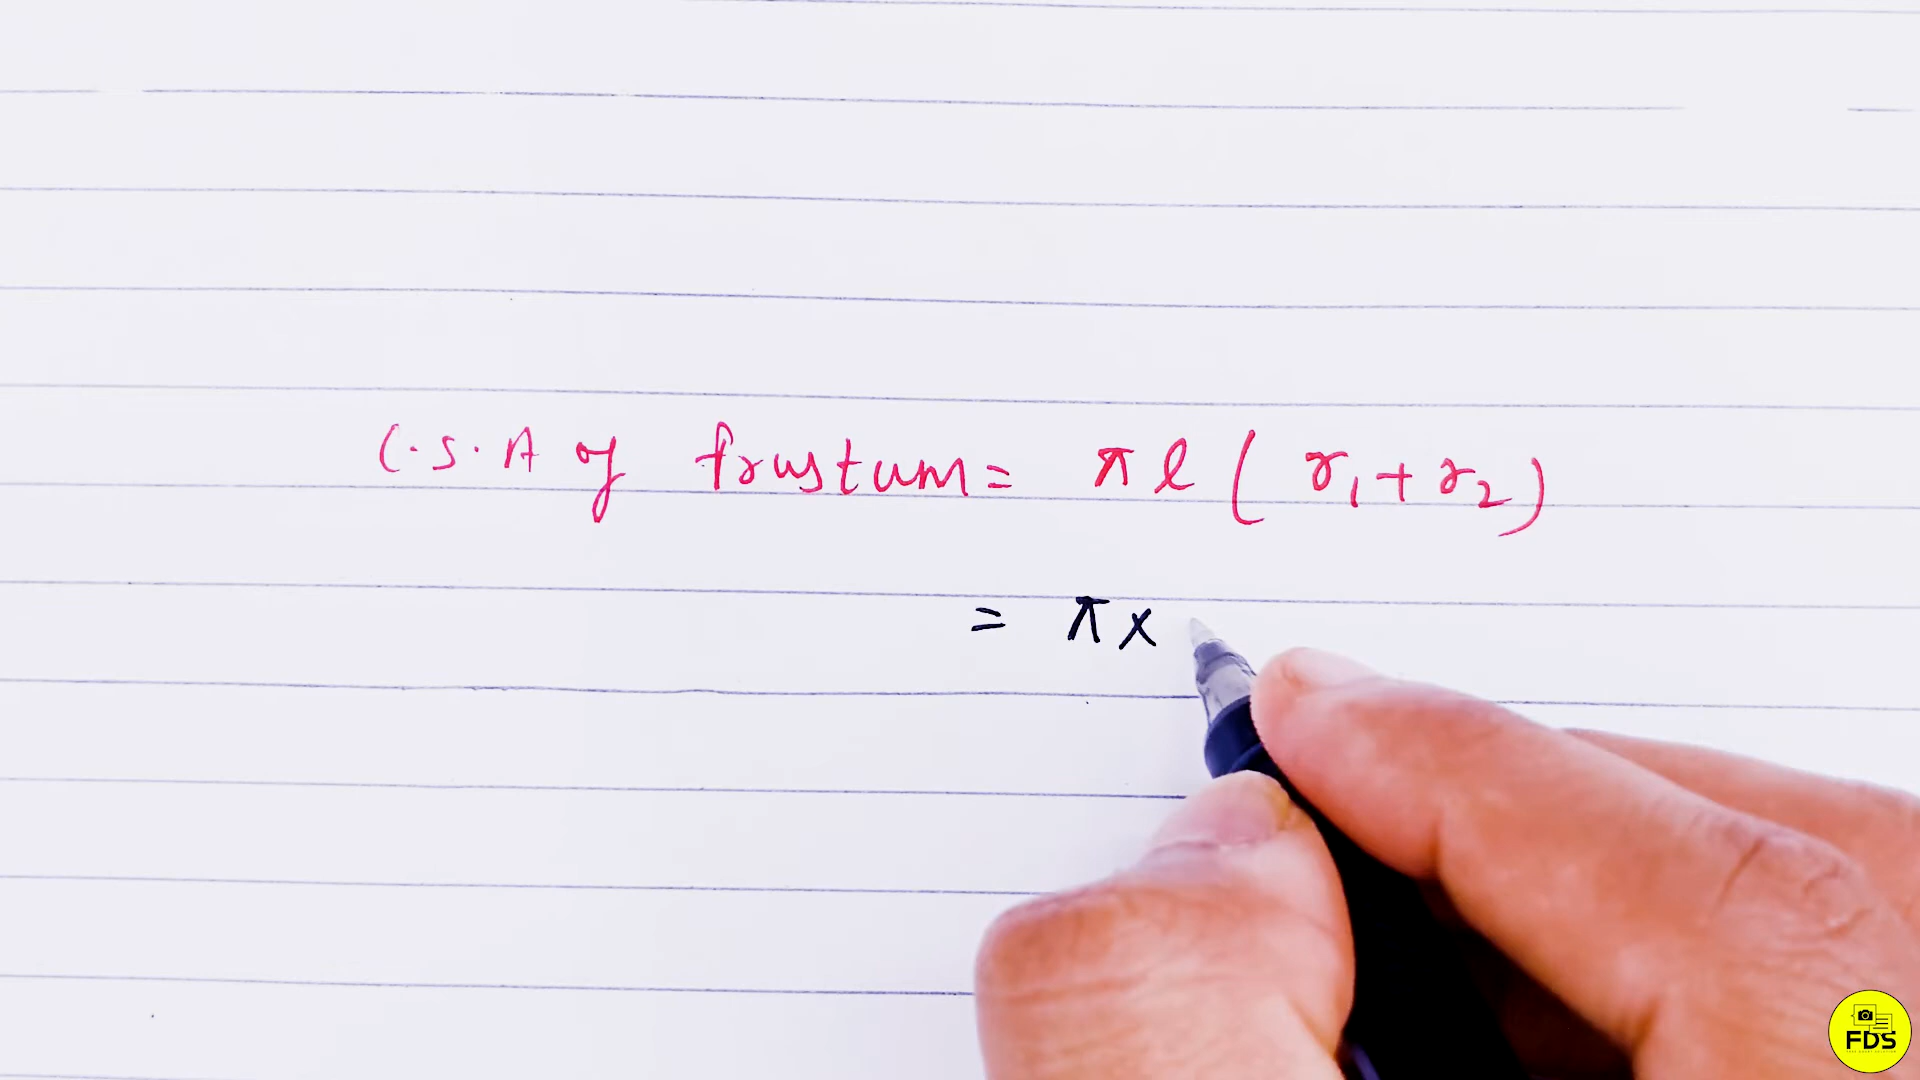 C.S.A of frustum = πl ( r₁ + r₂ )
= π x
FDS